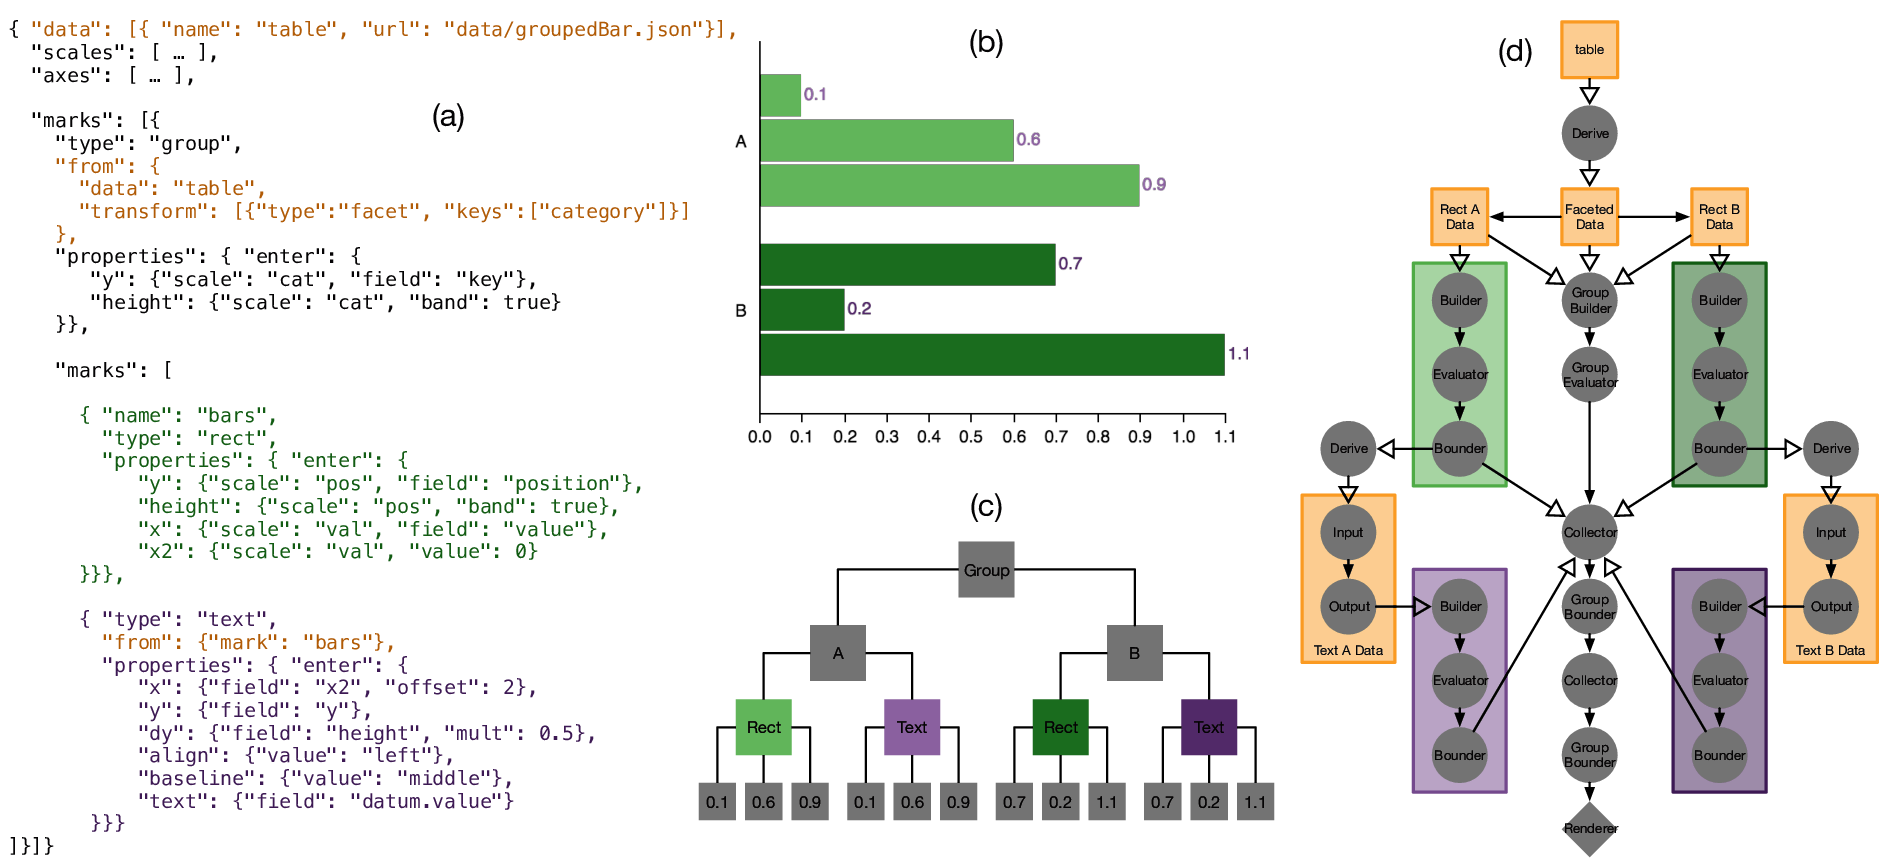 { "data": [{ "name": "table", "url": "data/groupedBar.json"}],
"scales": [ … ],
"axes": [ … ],
(a)
"marks": [{
"type": "group",
"from": {
"data": "table",
"transform": [{"type":"facet", "keys":["category"]}]
},
"properties": { "enter": {
"y": {"scale": "cat", "field": "key"},
"height": {"scale": "cat", "band": true}
}},
"marks": [
{ "name": "bars",
"type": "rect",
"properties": { "enter": {
"y": {"scale": "pos", "field": "position"},
"height": {"scale": "pos", "band": true},
"x": {"scale": "val", "field": "value"},
"x2": {"scale": "val", "value": 0}
}}},
{ "type": "text",
"from": {"mark": "bars"},
"properties": { "enter": {
"x": {"field": "x2", "offset": 2},
"y": {"field": "y"},
"dy": {"field": "height", "mult": 0.5},
"align": {"value": "left"},
"baseline": {"value": "middle"},
"text": {"field": "datum.value"}
}}}
]}]}
(b)
0.1
A
0.6
0.9
0.7
B
0.2
1.1
0.0 0.1 0.2 0.3 0.4 0.5 0.6 0.7 0.8 0.9 1.0 1.1
(c)
Group
A B
Rect Text Rect Text
0.1 0.6 0.9 0.1 0.6 0.9 0.7 0.2 1.1 0.7 0.2 1.1
(d)
table
Derive
Rect A
Data
Faceted
Data
Rect B
Data
Builder
Group
Builder
Builder
Evaluator
Group
Evaluator
Evaluator
Derive
Bounder
Bounder
Derive
Input
Collector
Input
Output
Builder
Group
Bounder
Builder
Output
Text A Data
Text B Data
Evaluator
Collector
Evaluator
Bounder
Group
Bounder
Bounder
Renderer